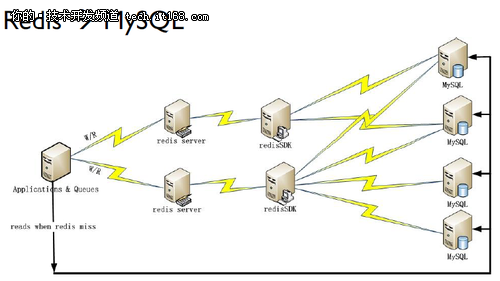 你的·技术开发频道 tech.it168.com
Redis -> MySQL
MySQL
W/R
redis server
redisSDK
MySQL
W/R
Applications & Queues
redis server
redisSDK
MySQL
reads when redis miss
MySQL